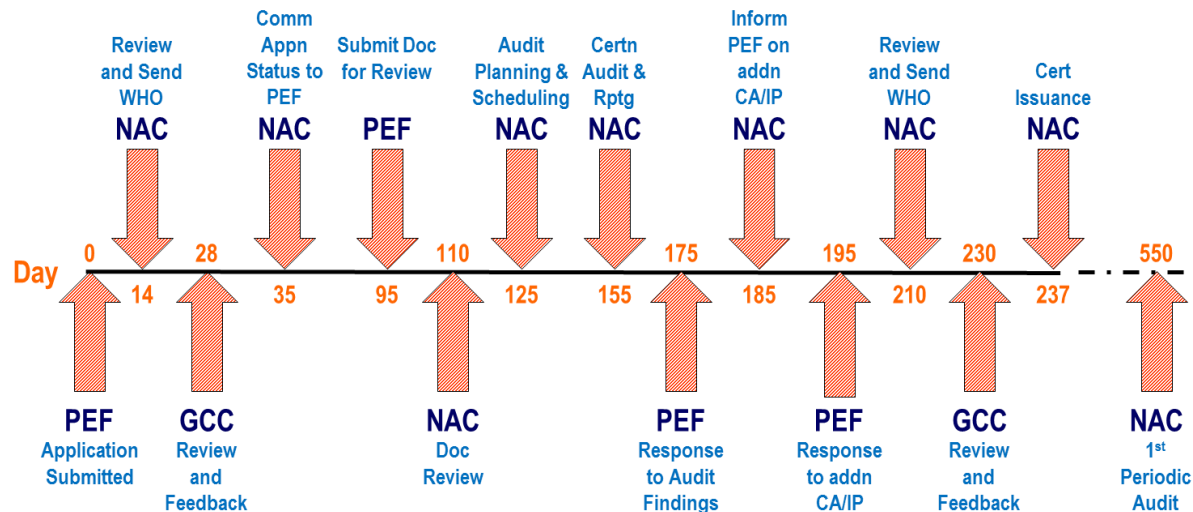 Review
and Send
WHO
NAC
Comm
Appn
Status to
PEF
NAC
Submit Doc
for Review
PEF
Audit
Planning &
Scheduling
NAC
Certn
Audit &
Rptg
NAC
Inform
PEF on
addn
CA/IP
NAC
Review
and Send
WHO
NAC
Cert
Issuance
NAC
Day
0
14
28
35
95
110
125
155
175
185
195
210
230
237
550
PEF
Application
Submitted
GCC
Review
and
Feedback
NAC
Doc
Review
PEF
Response
to Audit
Findings
PEF
Response
to addn
CA/IP
GCC
Review
and
Feedback
NAC
1st
Periodic
Audit